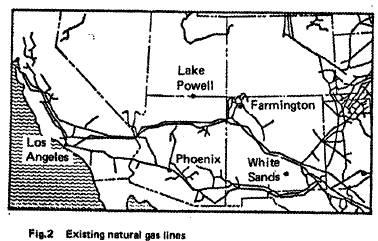 Lake
Powell
Farmington
Los
Angeles
Phoenix
White
Sands
Fig.2 Existing natural gas lines